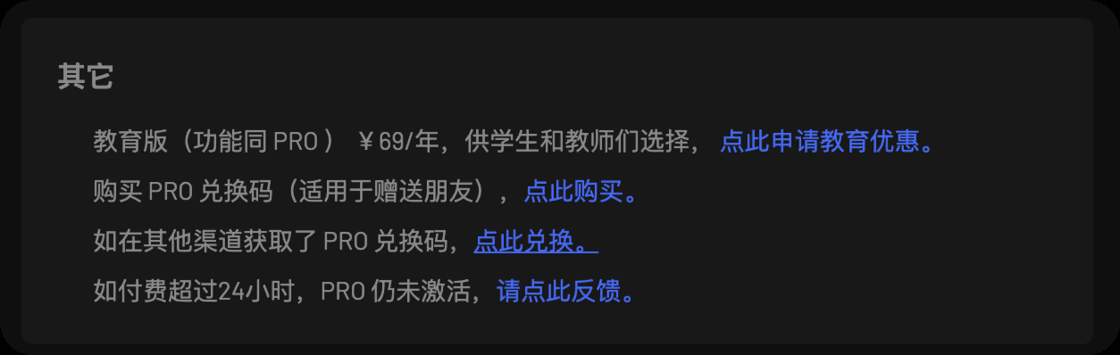 其它
教育版（功能同 PRO ） ￥69/年，供学生和教师们选择， 点此申请教育优惠。
购买 PRO 兑换码（适用于赠送朋友），点此购买。
如在其他渠道获取了 PRO 兑换码，点此兑换。
如付费超过24小时，PRO 仍未激活，请点此反馈。